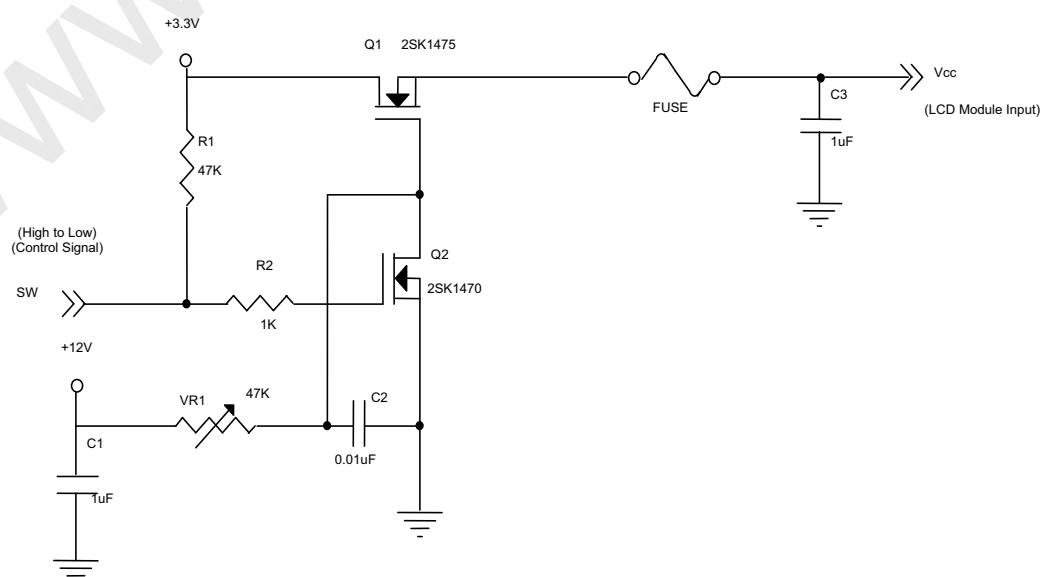 +3.3V
Q1 2SK1475
Vcc
FUSE
C3
(LCD Module Input)
R1
1uF
47K
(High to Low)
(Control Signal)
Q2
R2
SW
2SK1470
1K
+12V
VR1
47K
C2
C1
0.01uF
1uF